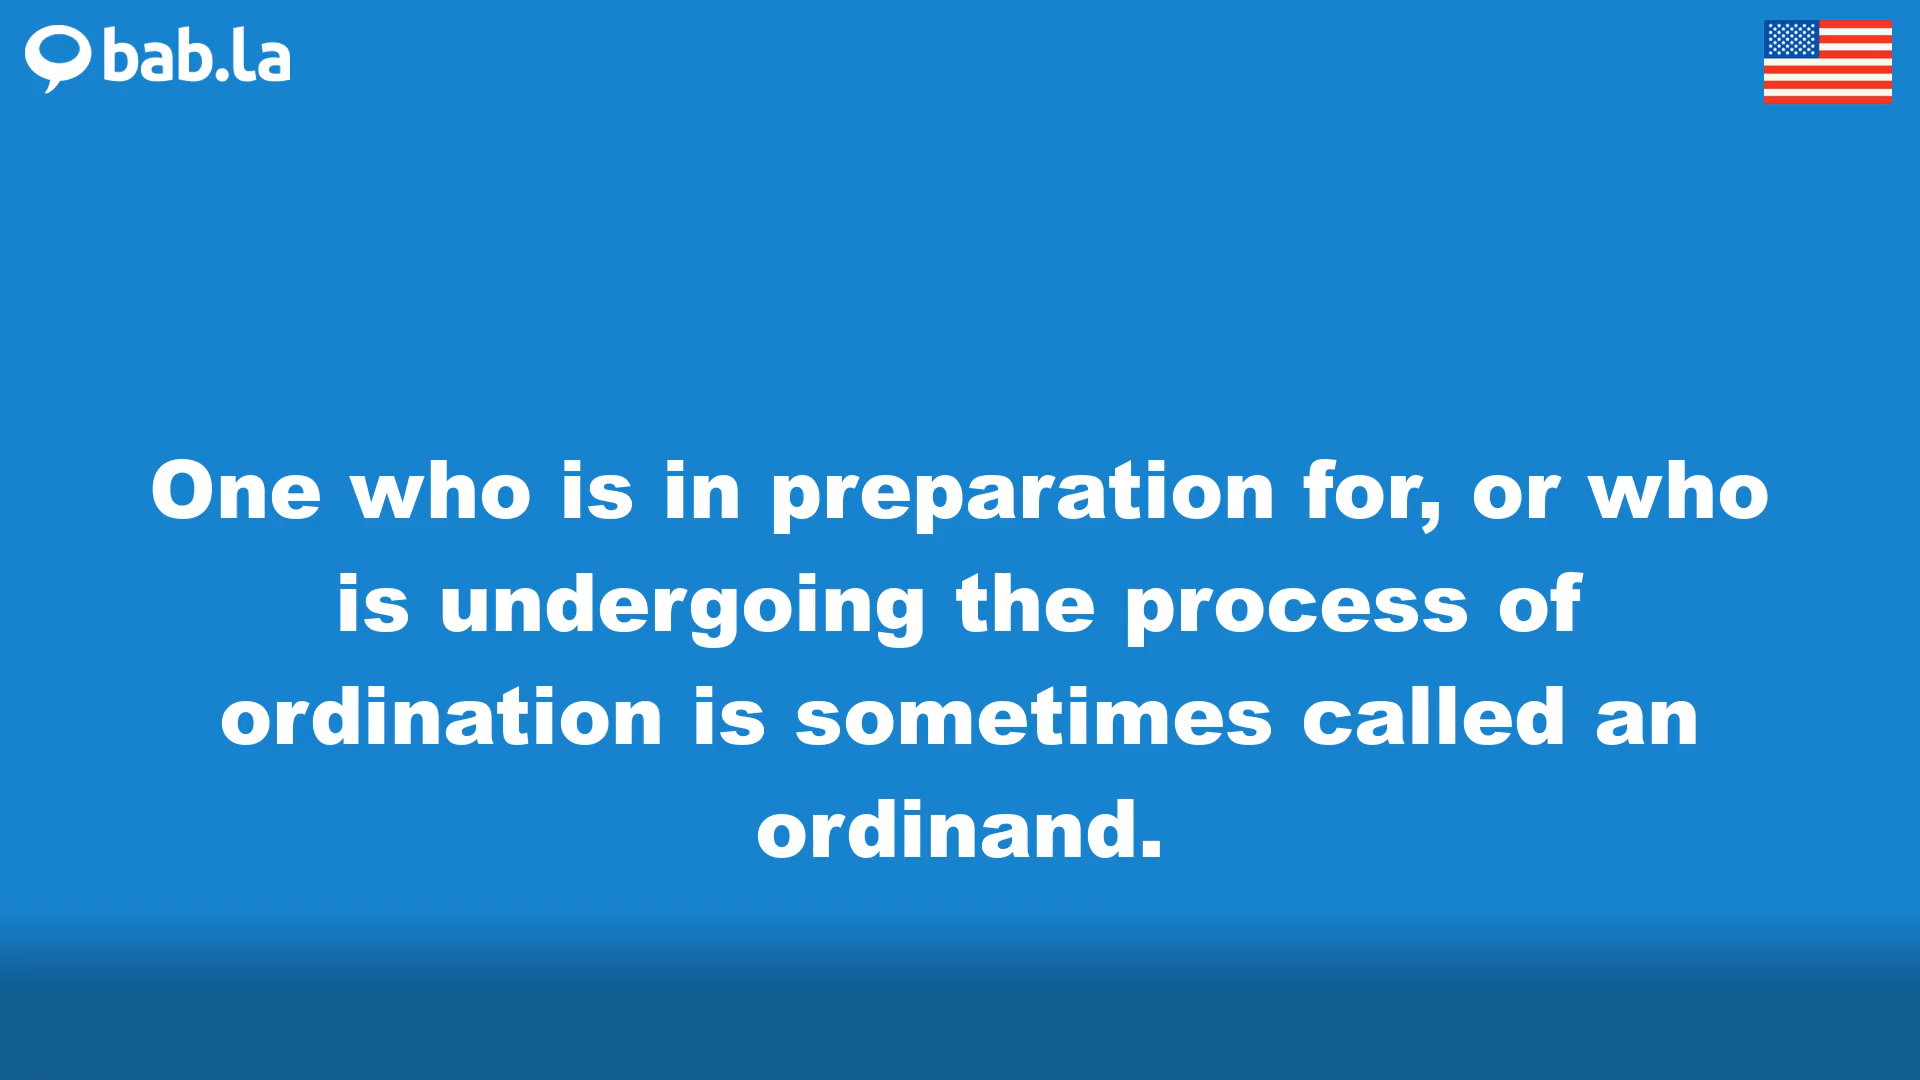 bab.la
One who is in preparation for, or who
is undergoing the process of
ordination is sometimes called an
ordinand.